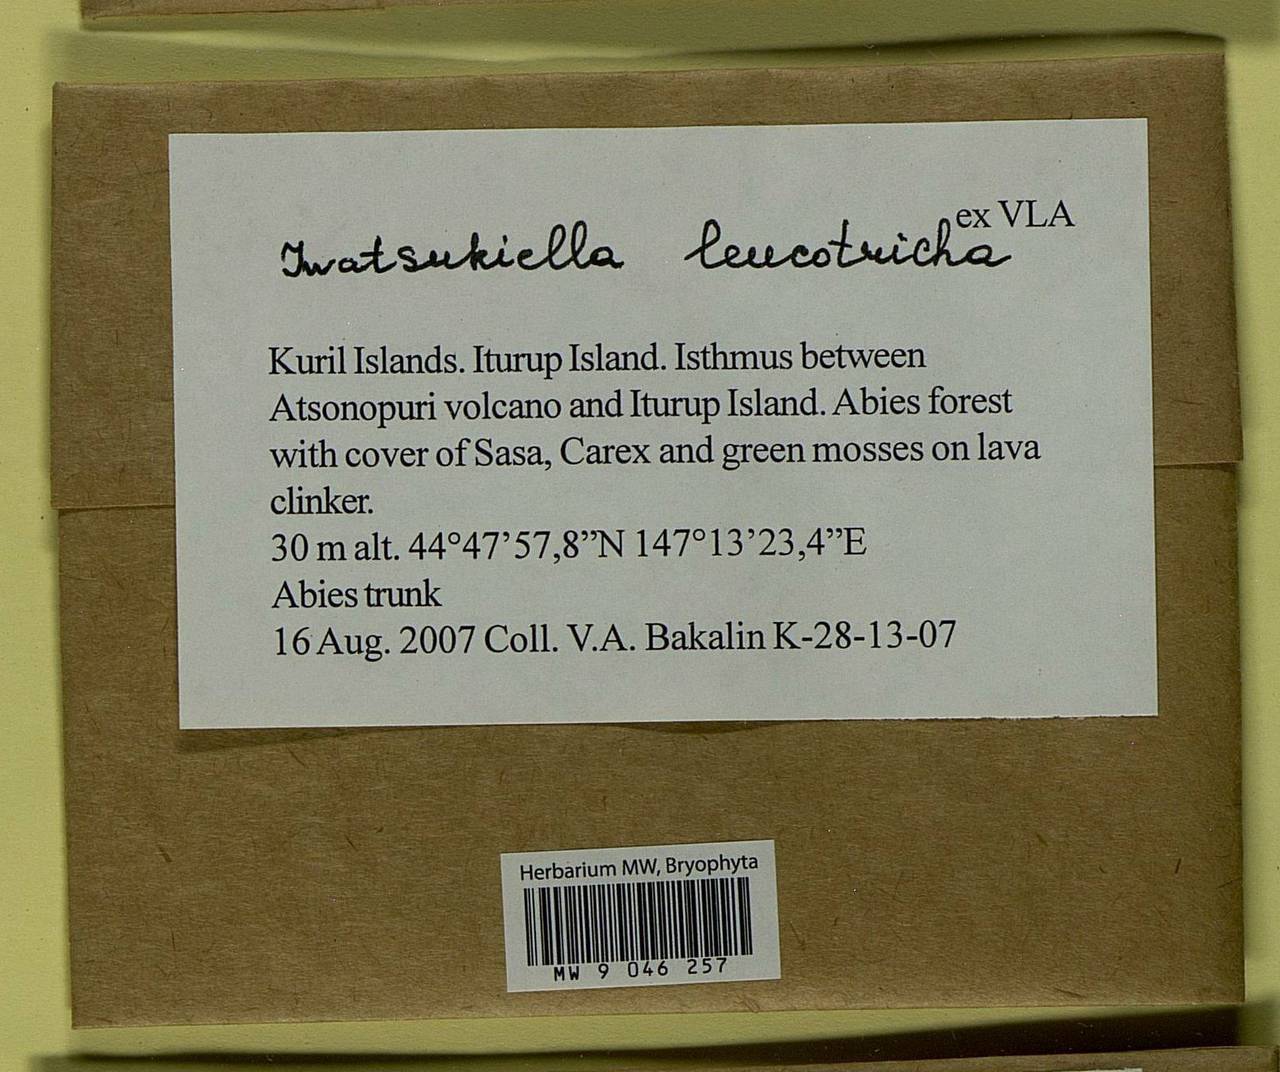 ex VLA
Iwatsukiella leucotricha
Kuril Islands. Iturup Island. Isthmus between
Atsonopuri volcano and Iturup Island. Abies forest
with cover of Sasa, Carex and green mosses on lava
clinker.
30 m alt. 44°47’57,8”N 147°13’23,4”E
Abies trunk
16 Aug. 2007 Coll. V.A. Bakalin K-28-13-07
Herbarium MW, Bryophyta
MW 9 046 257